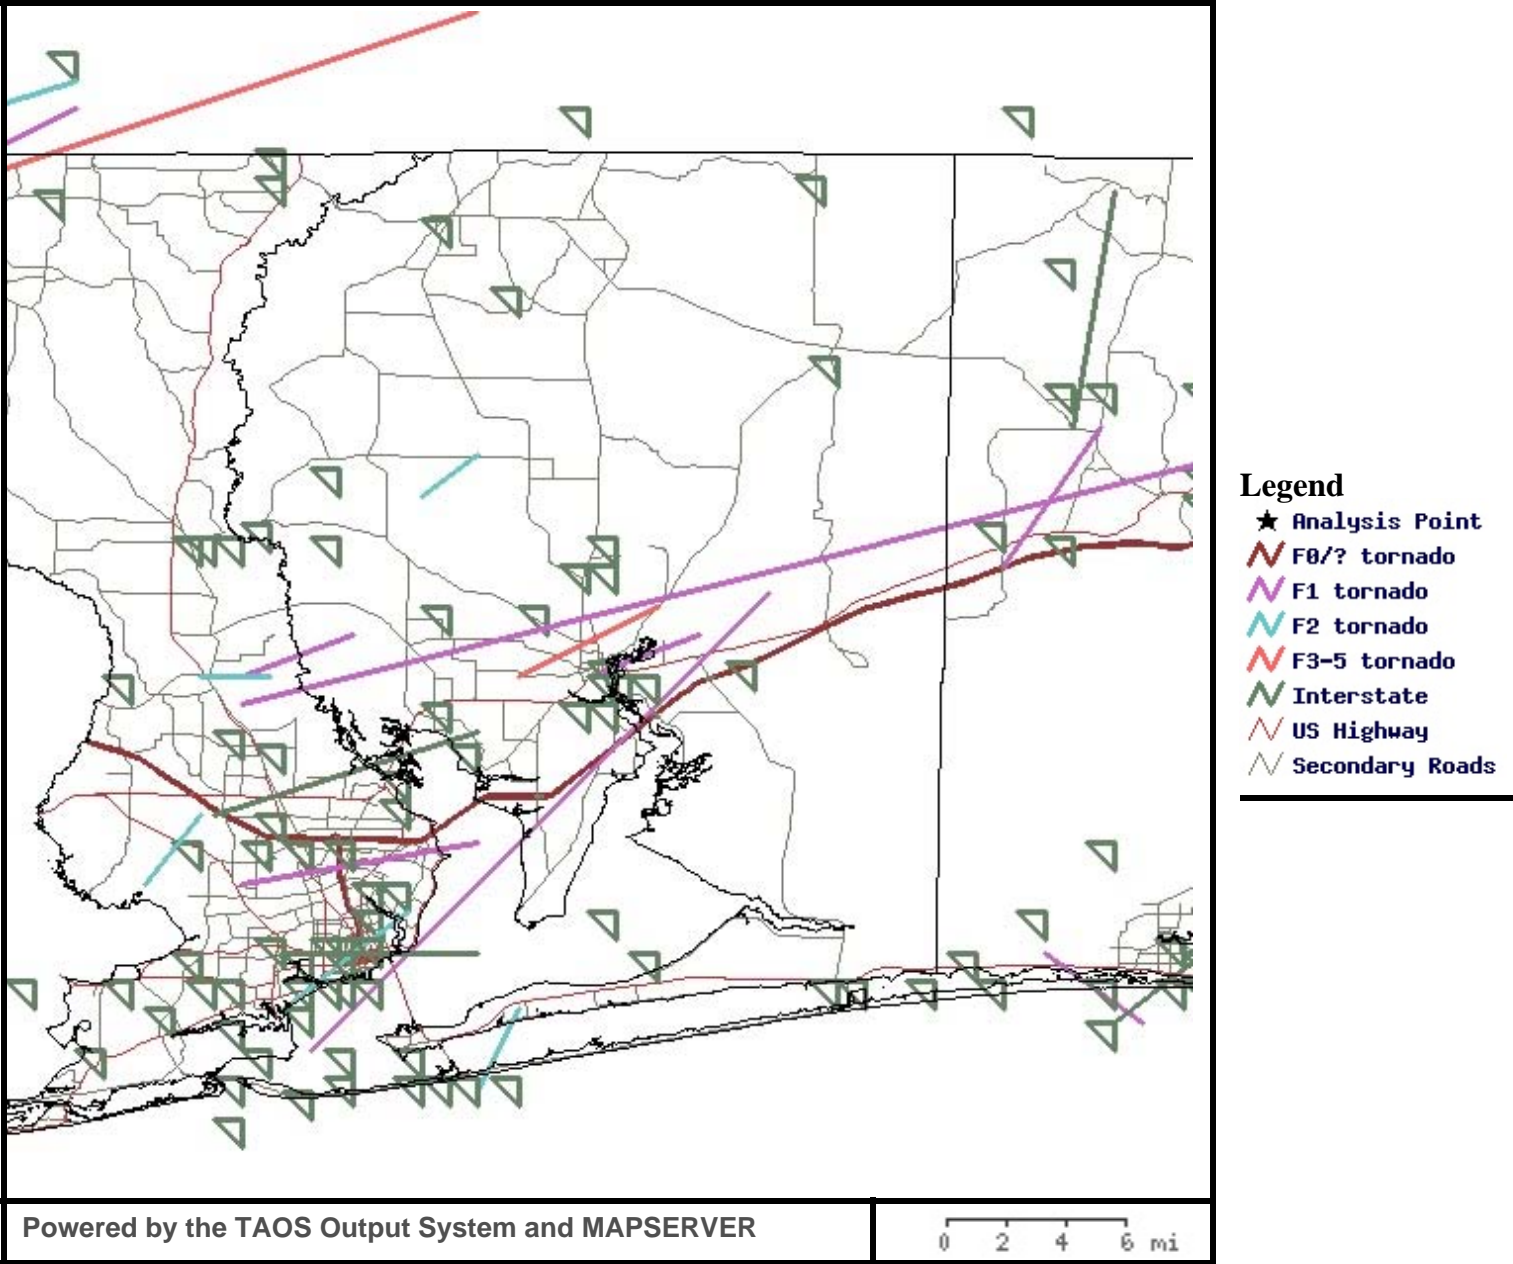 Legend
Analysis Point
F0/? tornado
F1 tornado
F2 tornado
F3-5 tornado
Interstate
US Highway
Secondary Roads
Powered by the TAOS Output System and MAPSERVER
0 2 4 6 mi